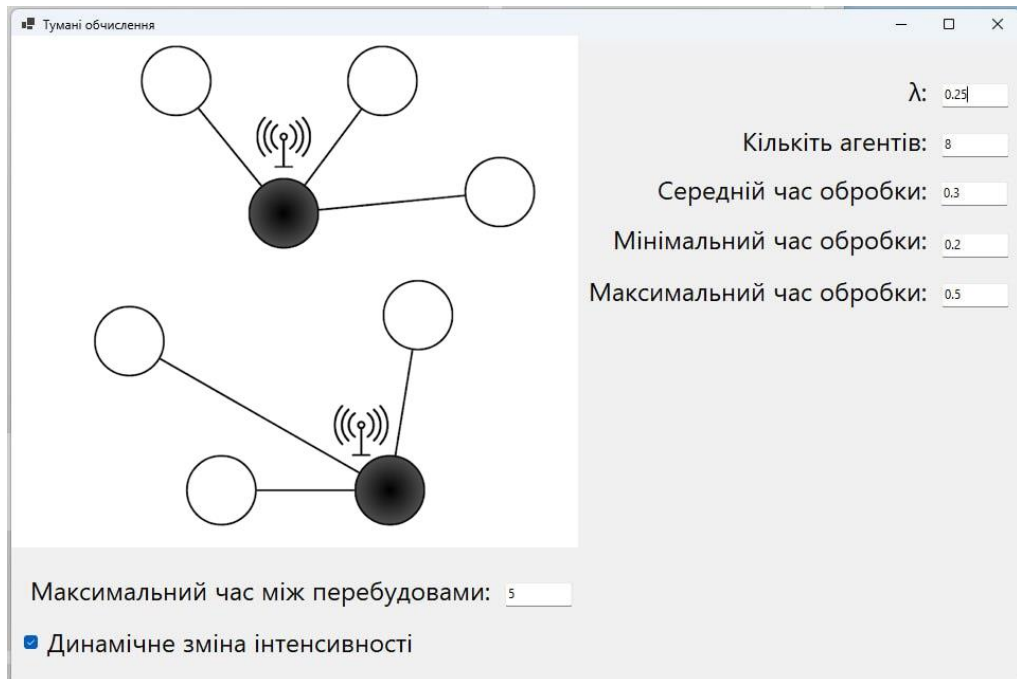 Тумані обчислення
λ: 0.25
Кількіть агентів: 8
Середній час обробки: 0.3
Мінімальний час обробки: 0.2
Максимальний час обробки: 0.5
Максимальний час між перебудовами: 5
Динамічне зміна інтенсивності